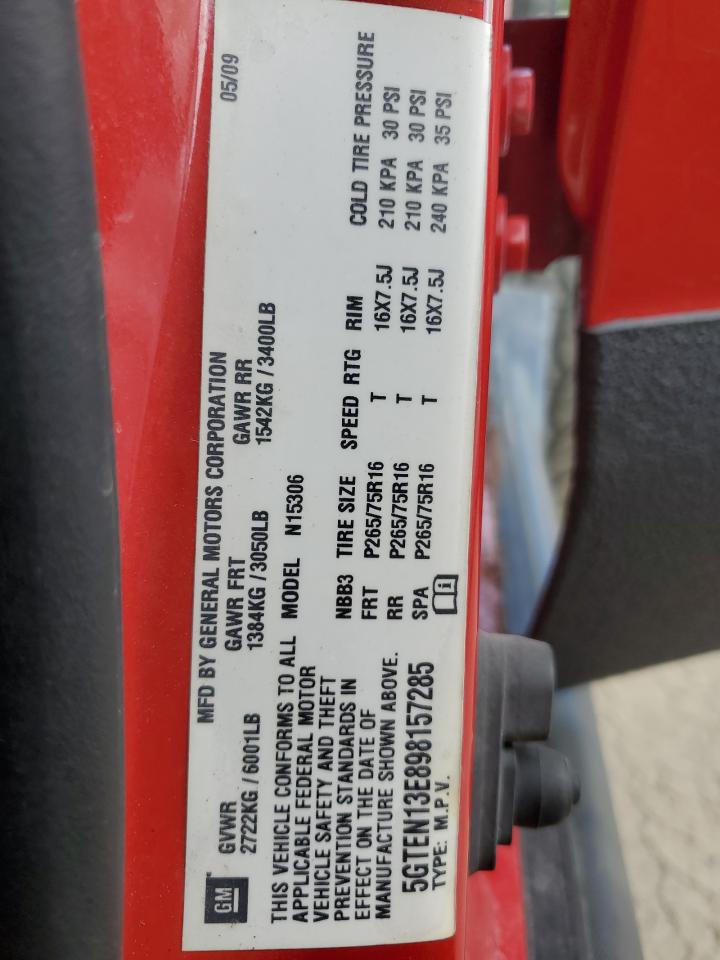 MFD BY GENERAL MOTORS CORPORATION 05/09
GM
GVWR GAWR FRT GAWR RR
2722KG / 6001LB 1384KG / 3050LB 1542KG / 3400LB
THIS VEHICLE CONFORMS TO ALL
APPLICABLE FEDERAL MOTOR
VEHICLE SAFETY AND THEFT
PREVENTION STANDARDS IN
EFFECT ON THE DATE OF
MANUFACTURE SHOWN ABOVE.
5GTEN13E898157285
TYPE: M.P.V.
MODEL N15306
NBB3 TIRE SIZE SPEED RTG RIM COLD TIRE PRESSURE
FRT P265/75R16 T 16X7.5J 210 KPA 30 PSI
RR P265/75R16 T 16X7.5J 210 KPA 30 PSI
SPA P265/75R16 T 16X7.5J 240 KPA 35 PSI